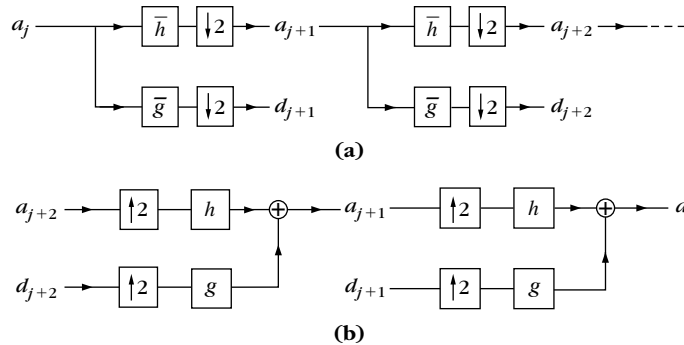 a_j h̅ ↓2 a_{j+1} h̅ ↓2 a_{j+2}
g̅ ↓2 d_{j+1} g̅ ↓2 d_{j+2}
(a)
a_{j+2} ↑2 h + a_{j+1} ↑2 h + a
d_{j+2} ↑2 g d_{j+1} ↑2 g
(b)